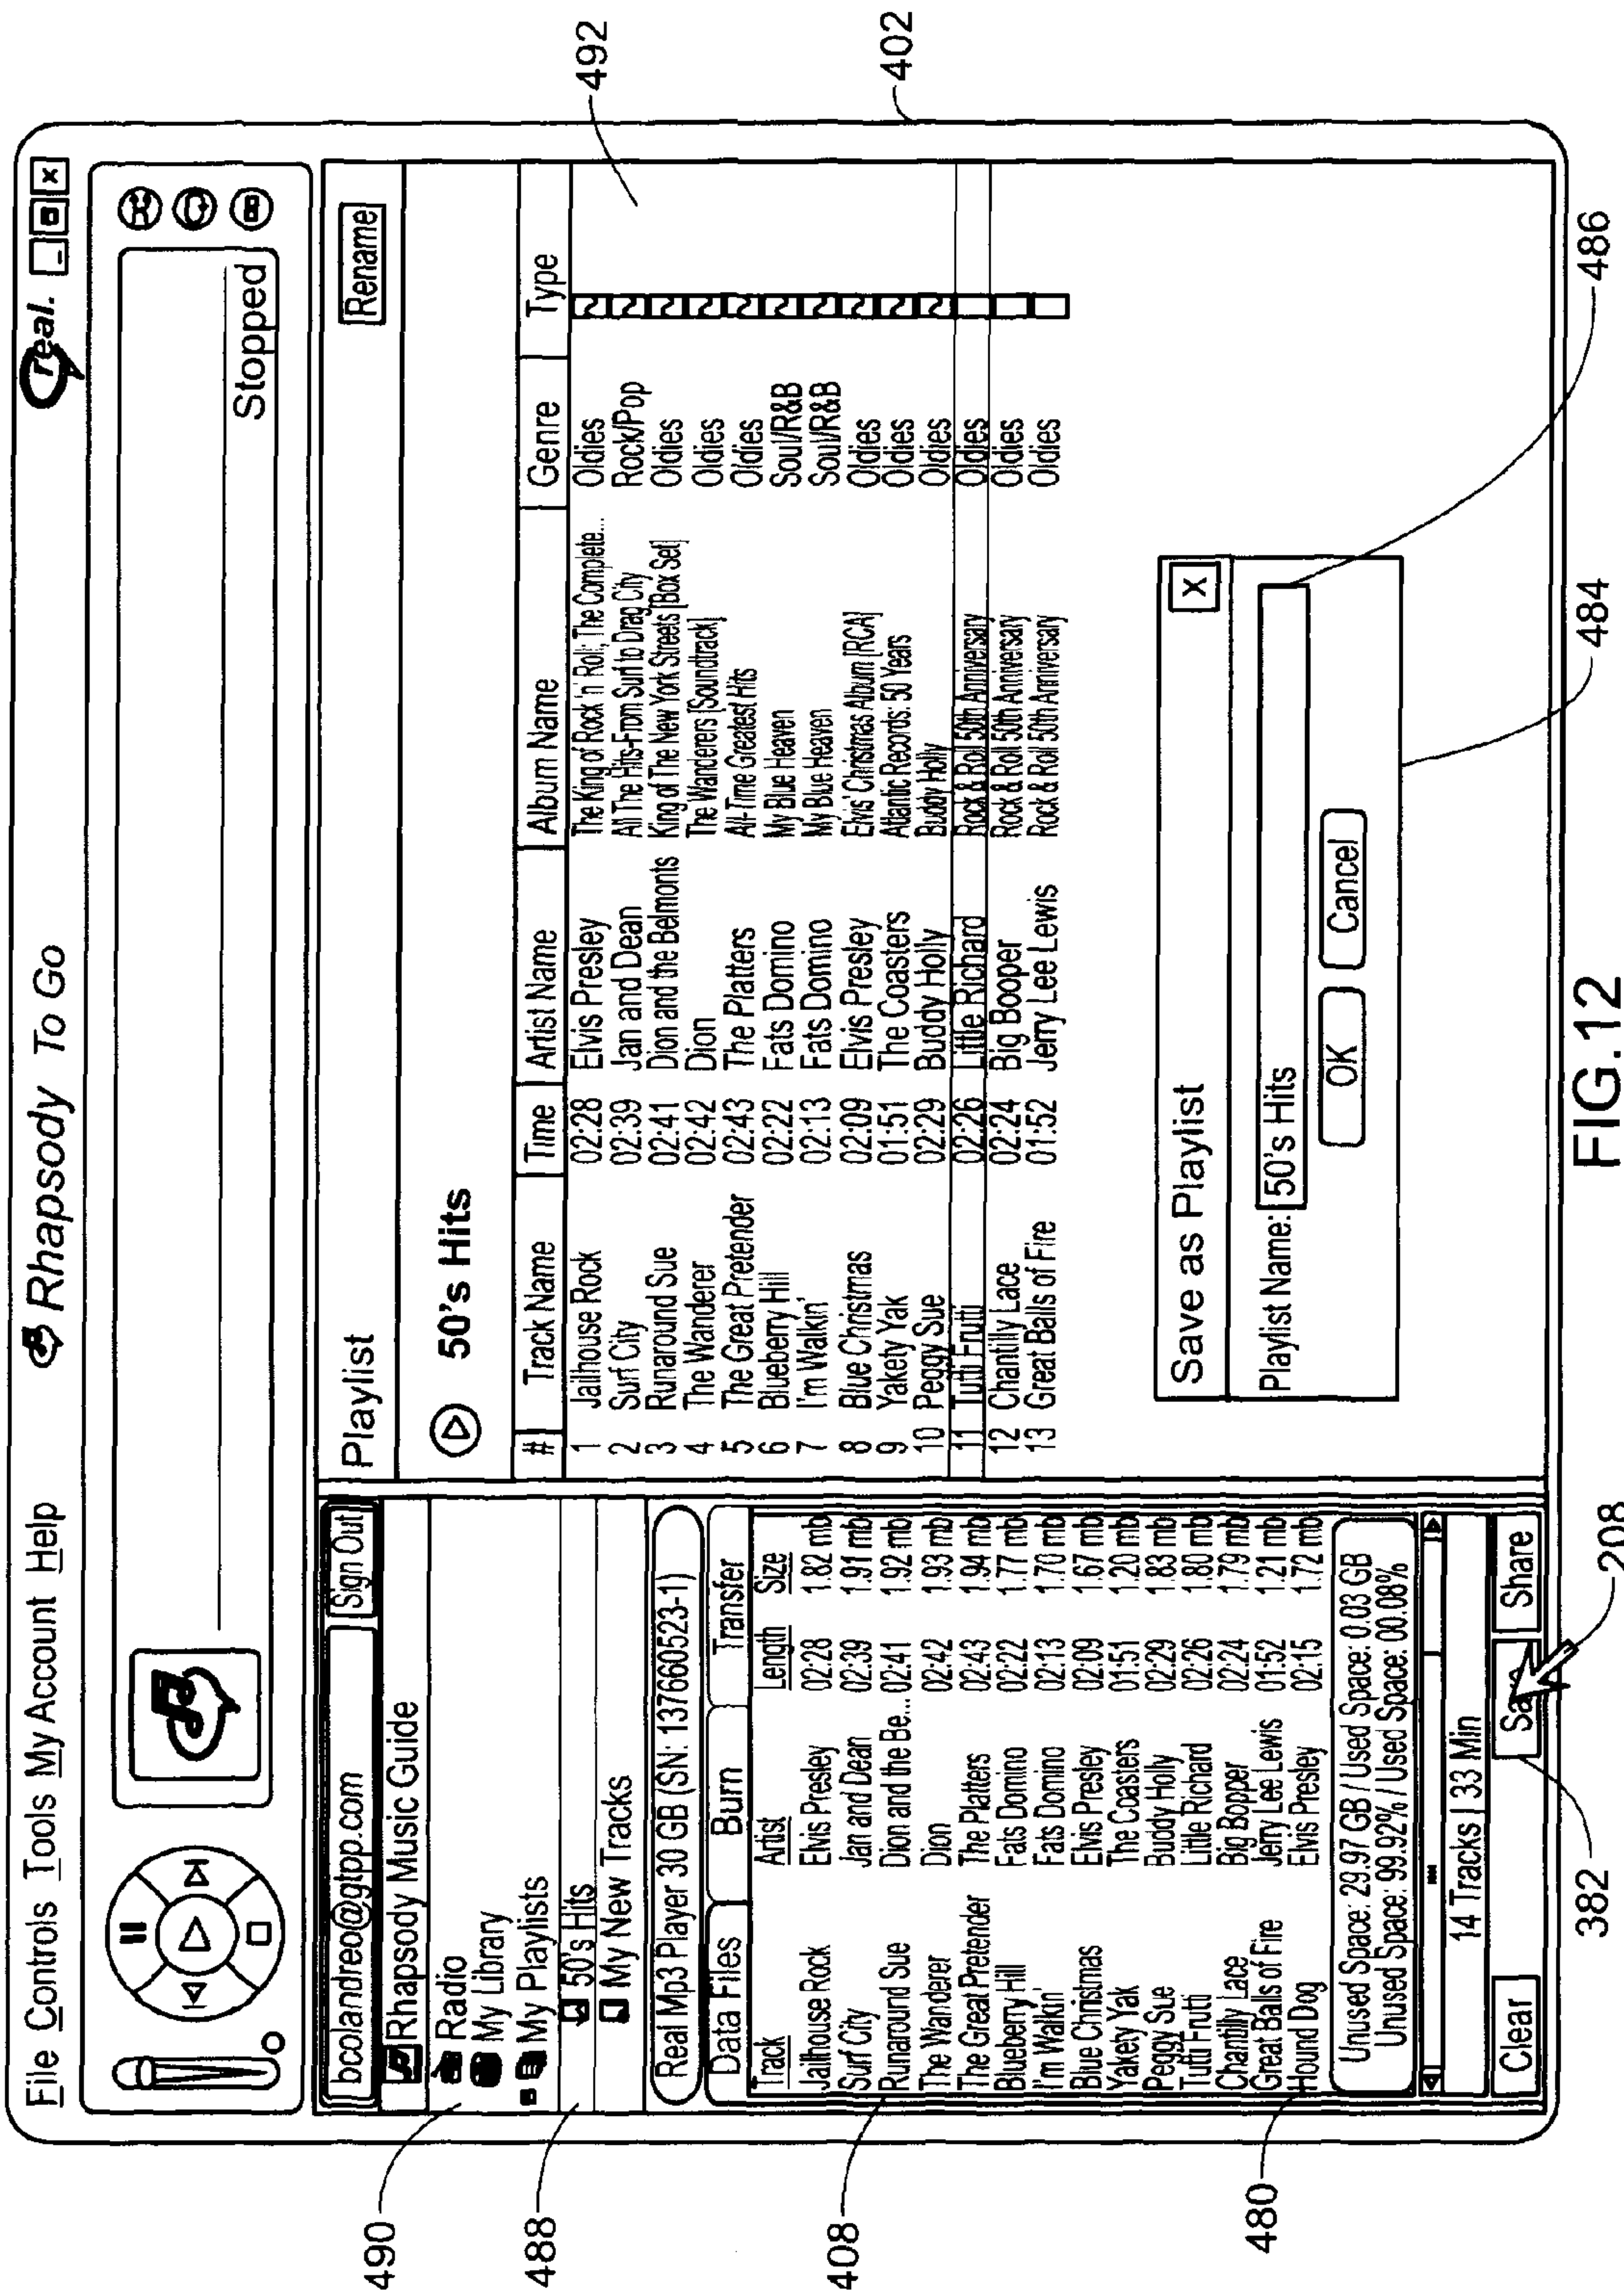 File Controls Tools My Account Help
Rhapsody To Go
real.
Stopped
bcolandreo@gtpp.com
Sign Out
Rhapsody Music Guide
Radio
My Library
My Playlists
50's Hits
My New Tracks
Real Mp3 Player 30 GB (SN: 137660523-1)
Data Files Burn Transfer
Track Artist Length Size
Jailhouse Rock Elvis Presley 02:28 1.82 mb
Surf City Jan and Dean 02:39 1.91 mb
Runaround Sue Dion and the Be... 02:41 1.92 mb
The Wanderer Dion 02:42 1.93 mb
The Great Pretender The Platters 02:43 1.94 mb
Blueberry Hill Fats Domino 02:22 1.77 mb
I'm Walkin' Fats Domino 02:13 1.70 mb
Blue Christmas Elvis Presley 02:09 1.67 mb
Yakety Yak The Coasters 01:51 1.20 mb
Peggy Sue Buddy Holly 02:29 1.83 mb
Tutti Frutti Little Richard 02:26 1.80 mb
Chantilly Lace Big Bopper 02:24 1.79 mb
Great Balls of Fire Jerry Lee Lewis 01:52 1.21 mb
Hound Dog Elvis Presley 02:15 1.72 mb
Unused Space: 29.97 GB / Used Space: 0.03 GB
Unused Space: 99.92% / Used Space: 00.08%
14 Tracks | 33 Min
Clear
Share
Playlist
Rename
50's Hits
# Track Name Time Artist Name Album Name Genre Type
1 Jailhouse Rock 02:28 Elvis Presley The King of Rock 'n' Roll; The Complete... Oldies
2 Surf City 02:39 Jan and Dean All The Hits-From Surf to Drag City Rock/Pop
3 Runaround Sue 02:41 Dion and the Belmonts King of The New York Streets [Box Set] Oldies
4 The Wanderer 02:42 Dion The Wanderers [Soundtrack] Oldies
5 The Great Pretender 02:43 The Platters All-Time Greatest Hits Oldies
6 Blueberry Hill 02:22 Fats Domino My Blue Heaven Soul/R&B
7 I'm Walkin' 02:13 Fats Domino My Blue Heaven Soul/R&B
8 Blue Christmas 02:09 Elvis Presley Elvis' Christmas Album [RCA] Oldies
9 Yakety Yak 01:51 The Coasters Atlantic Records: 50 Years Oldies
10 Peggy Sue 02:29 Buddy Holly Buddy Holly Oldies
11 Tutti Frutti 02:26 Little Richard Rock & Roll 50th Anniversary Oldies
12 Chantilly Lace 02:24 Big Booper Rock & Roll 50th Anniversary Oldies
13 Great Balls of Fire 01:52 Jerry Lee Lewis Rock & Roll 50th Anniversary Oldies
Save as Playlist
X
Playlist Name: 50's Hits
OK
Cancel
490
488
408
480
382
208
484
486
492
402
FIG.12